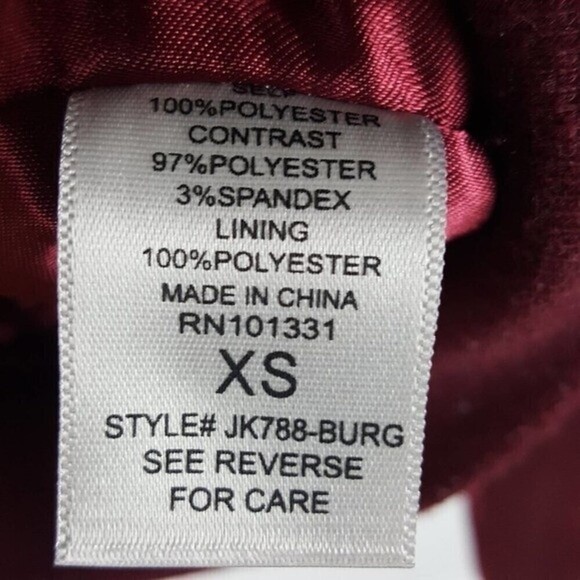 SELF
100%POLYESTER
CONTRAST
97%POLYESTER
3%SPANDEX
LINING
100%POLYESTER
MADE IN CHINA
RN101331
XS
STYLE# JK788-BURG
SEE REVERSE
FOR CARE